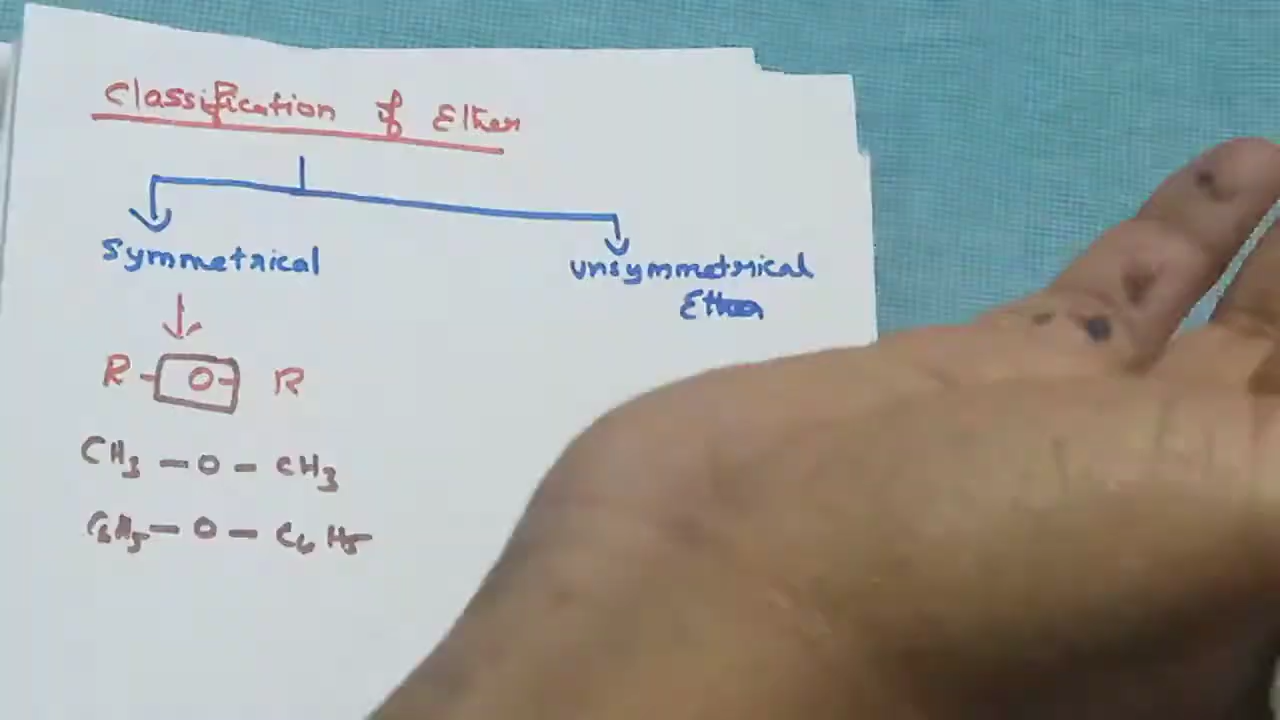 Classification of Ether
Symmetrical
unsymmetrical
Ether
R-O- R
CH3 - O - CH3
C6H5 - O - C6H5